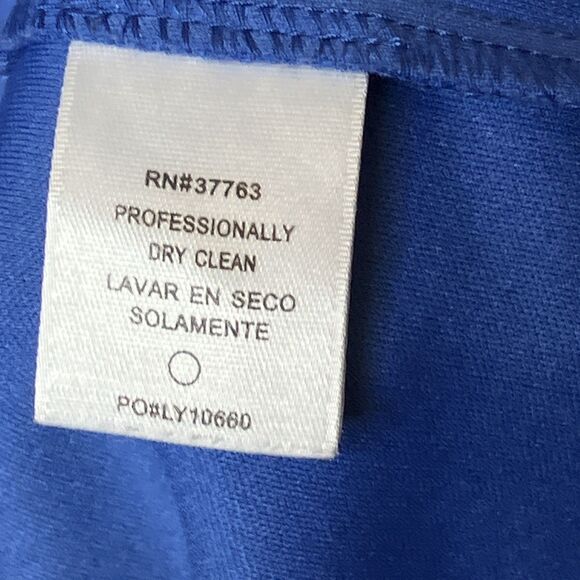 RN#37763
PROFESSIONALLY
DRY CLEAN
LAVAR EN SECO
SOLAMENTE
PO#LY10660